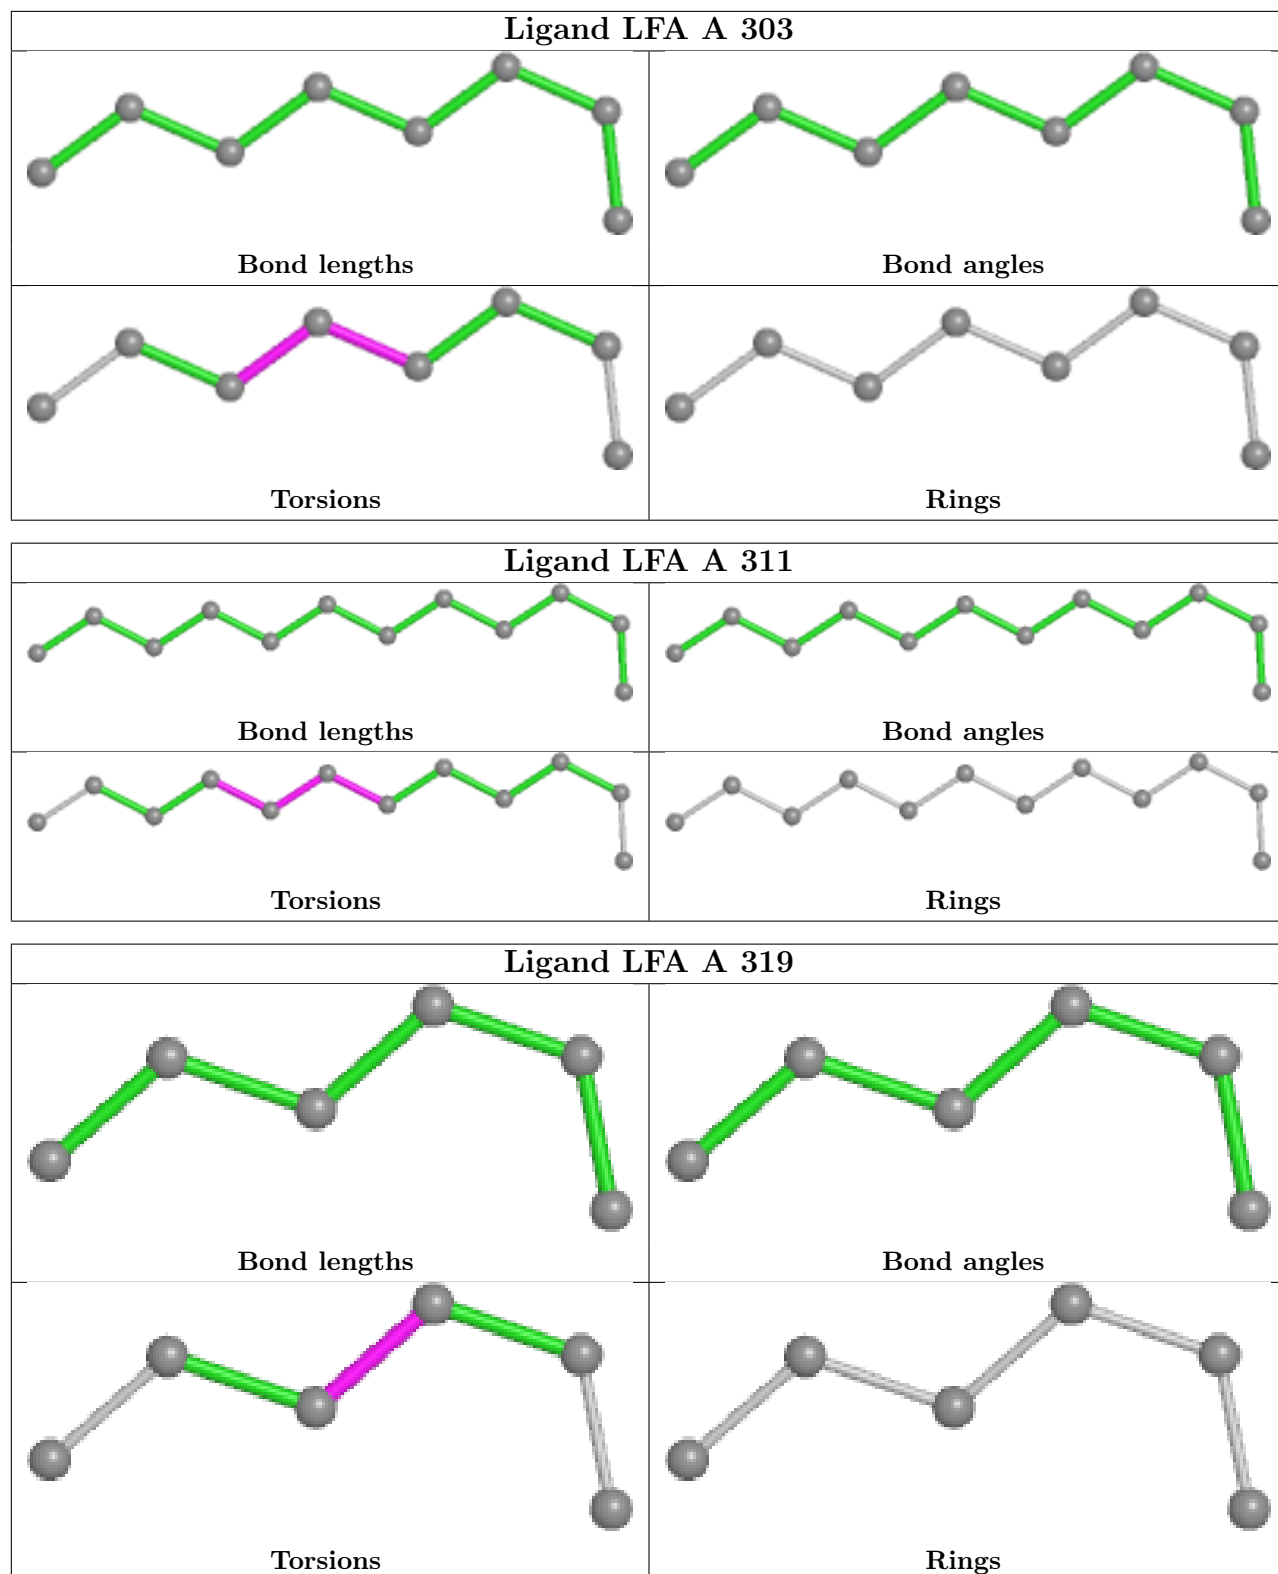 Ligand LFA A 303
Bond lengths
Bond angles
Torsions
Rings
Ligand LFA A 311
Bond lengths
Bond angles
Torsions
Rings
Ligand LFA A 319
Bond lengths
Bond angles
Torsions
Rings